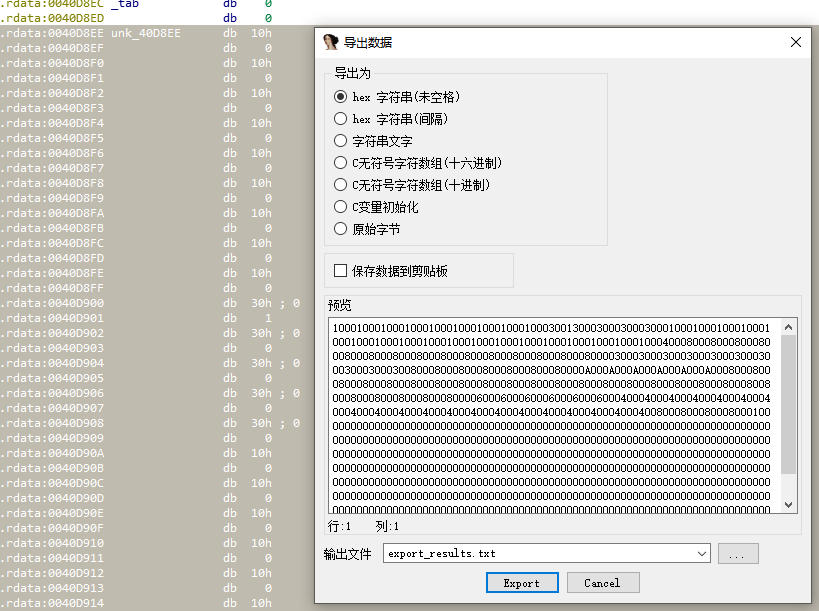 .rdata:0040D8EC _tab db 0
.rdata:0040D8ED db 0
.rdata:0040D8EE unk_40D8EE db 10h
.rdata:0040D8EF db 0
.rdata:0040D8F0 db 10h
.rdata:0040D8F1 db 0
.rdata:0040D8F2 db 10h
.rdata:0040D8F3 db 0
.rdata:0040D8F4 db 10h
.rdata:0040D8F5 db 0
.rdata:0040D8F6 db 10h
.rdata:0040D8F7 db 0
.rdata:0040D8F8 db 10h
.rdata:0040D8F9 db 0
.rdata:0040D8FA db 10h
.rdata:0040D8FB db 0
.rdata:0040D8FC db 10h
.rdata:0040D8FD db 0
.rdata:0040D8FE db 10h
.rdata:0040D8FF db 0
.rdata:0040D900 db 30h ; 0
.rdata:0040D901 db 1
.rdata:0040D902 db 30h ; 0
.rdata:0040D903 db 0
.rdata:0040D904 db 30h ; 0
.rdata:0040D905 db 0
.rdata:0040D906 db 30h ; 0
.rdata:0040D907 db 0
.rdata:0040D908 db 30h ; 0
.rdata:0040D909 db 0
.rdata:0040D90A db 10h
.rdata:0040D90B db 0
.rdata:0040D90C db 10h
.rdata:0040D90D db 0
.rdata:0040D90E db 10h
.rdata:0040D90F db 0
.rdata:0040D910 db 10h
.rdata:0040D911 db 0
.rdata:0040D912 db 10h
.rdata:0040D913 db 0
.rdata:0040D914 db 10h
导出数据
导出为
hex 字符串(未空格)
hex 字符串(间隔)
字符串文字
C无符号字符数组(十六进制)
C无符号字符数组(十进制)
C变量初始化
原始字节
保存数据到剪贴板
预览
1000100010001000100010001000100010003001300030003000300010001000100010001
0000000000000000000000000000000000000000000000000000000000000000000000000
0000000000000000000000000000000000000000000000000000000000000000000000000
0000000000000000000000000000000000000000000000000000000000000000000000000
0000000000000000000000000000000000000000000000000000000000000000000000000
0000000000000000000000000000000000000000000000000000000000000000000000000
0000000000000000000000000000000000000000000000000000000000000000000000000
行:1 列:1
输出文件 export_results.txt ...
Export Cancel